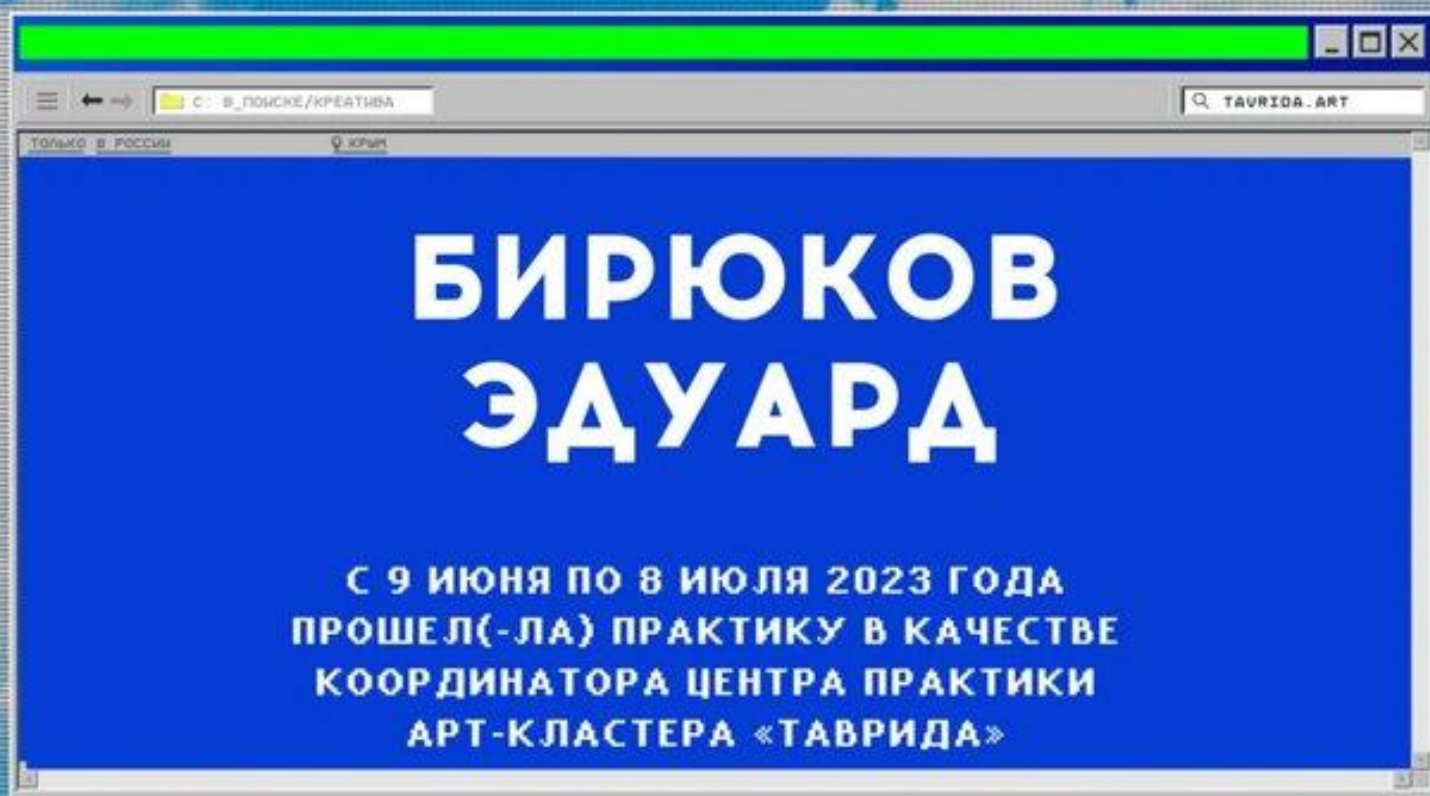 C: В_ПОИСКЕ/КРЕАТИВА
TAVRIDA.ART
ТОЛЬКО В РОССИИ
КРЫМ
БИРЮКОВ
ЭДУАРД
С 9 ИЮНЯ ПО 8 ИЮЛЯ 2023 ГОДА
ПРОШЕЛ(-ЛА) ПРАКТИКУ В КАЧЕСТВЕ
КООРДИНАТОРА ЦЕНТРА ПРАКТИКИ
АРТ-КЛАСТЕРА «ТАВРИДА»